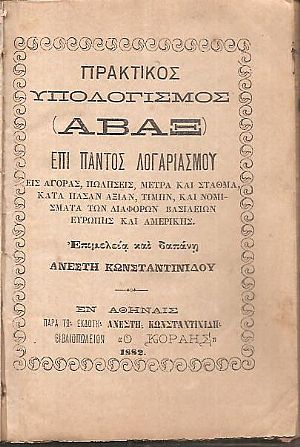 ΠΡΑΚΤΙΚΟΣ
ΥΠΟΛΟΓΙΣΜΟΣ
(ΑΒΑΞ)
ΕΠΙ ΠΑΝΤΟΣ ΛΟΓΑΡΙΑΣΜΟΥ
ΕΙΣ ΑΓΟΡΑΣ, ΠΩΛΗΣΕΙΣ, ΜΕΤΡΑ ΚΑΙ ΣΤΑΘΜΑ,
ΚΑΤΑ ΠΑΣΑΝ ΑΞΙΑΝ, ΤΙΜΗΝ, ΚΑΙ ΝΟΜΙ-
ΣΜΑΤΑ ΤΩΝ ΔΙΑΦΟΡΩΝ ΒΑΣΙΛΕΙΩΝ
ΕΥΡΩΠΗΣ ΚΑΙ ΑΜΕΡΙΚΗΣ.
Ἐπιμελείᾳ καὶ δαπάνῃ
ΑΝΕΣΤΗ ΚΩΝΣΤΑΝΤΙΝΙΔΟΥ
ΕΝ ΑΘΗΝΑΙΣ
ΠΑΡΑ ΤΩ ΕΚΔΟΤΗ ΑΝΕΣΤΗ ΚΩΝΣΤΑΝΤΙΝΙΔΗ
ΒΙΒΛΙΟΠΩΛΕΙΟΝ «Ο ΚΟΡΑΗΣ»
1882.